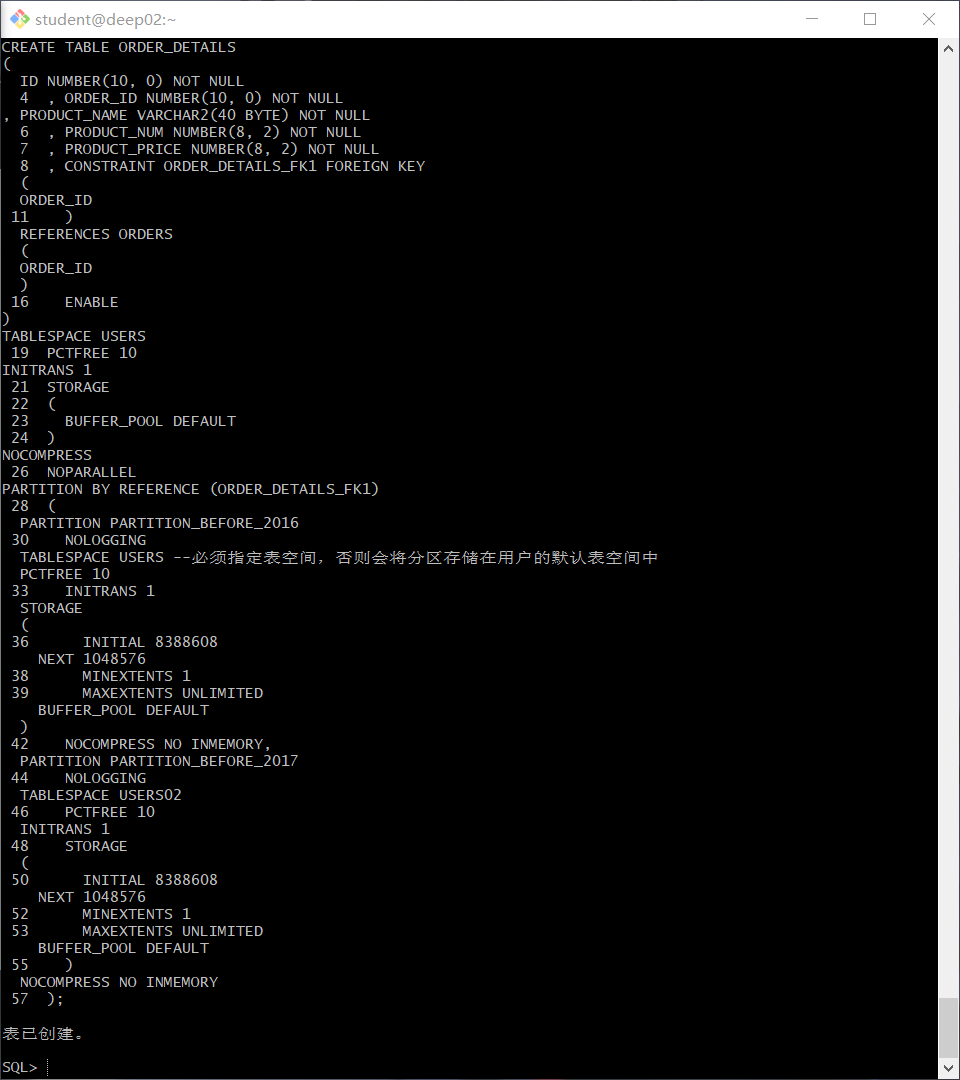 student@deep02:~
CREATE TABLE ORDER_DETAILS
(
  ID NUMBER(10, 0) NOT NULL
  4  , ORDER_ID NUMBER(10, 0) NOT NULL
, PRODUCT_NAME VARCHAR2(40 BYTE) NOT NULL
  6  , PRODUCT_NUM NUMBER(8, 2) NOT NULL
  7  , PRODUCT_PRICE NUMBER(8, 2) NOT NULL
  8  , CONSTRAINT ORDER_DETAILS_FK1 FOREIGN KEY
  (
  ORDER_ID
 11    )
  REFERENCES ORDERS
  (
  ORDER_ID
  )
 16    ENABLE
)
TABLESPACE USERS
 19  PCTFREE 10
INITRANS 1
 21  STORAGE
 22  (
 23    BUFFER_POOL DEFAULT
 24  )
NOCOMPRESS
 26  NOPARALLEL
PARTITION BY REFERENCE (ORDER_DETAILS_FK1)
 28  (
  PARTITION PARTITION_BEFORE_2016
 30    NOLOGGING
  TABLESPACE USERS --必须指定表空间，否则会将分区存储在用户的默认表空间中
  PCTFREE 10
 33    INITRANS 1
  STORAGE
  (
 36      INITIAL 8388608
    NEXT 1048576
 38      MINEXTENTS 1
 39      MAXEXTENTS UNLIMITED
    BUFFER_POOL DEFAULT
  )
 42    NOCOMPRESS NO INMEMORY,
  PARTITION PARTITION_BEFORE_2017
 44    NOLOGGING
  TABLESPACE USERS02
 46    PCTFREE 10
  INITRANS 1
 48    STORAGE
  (
 50      INITIAL 8388608
    NEXT 1048576
 52      MINEXTENTS 1
 53      MAXEXTENTS UNLIMITED
    BUFFER_POOL DEFAULT
 55    )
  NOCOMPRESS NO INMEMORY
 57  );
表已创建。
SQL>